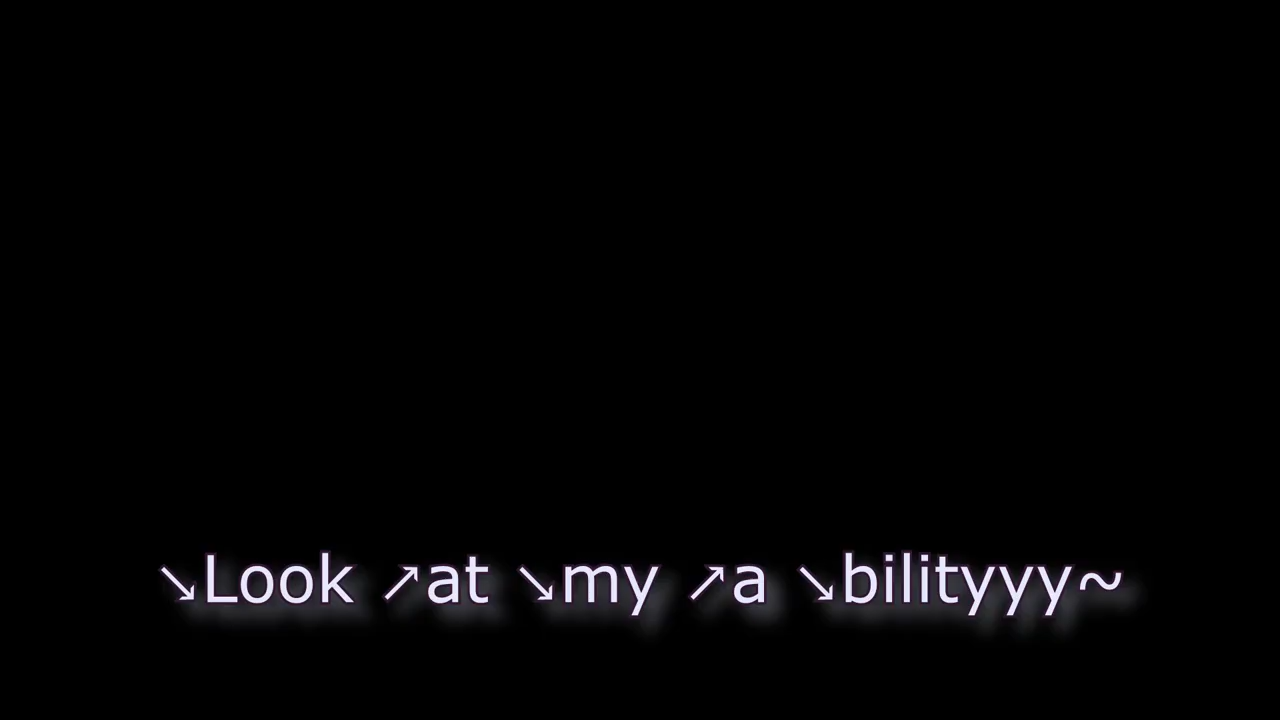 ↘Look ↗at ↘my ↗a ↘bilityyy~